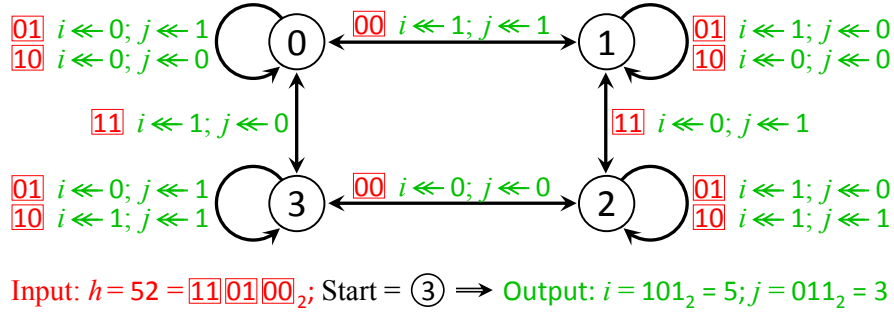 01 i ⋘ 0; j ⋘ 1
10 i ⋘ 0; j ⋘ 0
0
00 i ⋘ 1; j ⋘ 1
1
01 i ⋘ 1; j ⋘ 0
10 i ⋘ 0; j ⋘ 0
11 i ⋘ 1; j ⋘ 0
11 i ⋘ 0; j ⋘ 1
01 i ⋘ 0; j ⋘ 1
10 i ⋘ 1; j ⋘ 1
3
00 i ⋘ 0; j ⋘ 0
2
01 i ⋘ 1; j ⋘ 0
10 i ⋘ 1; j ⋘ 1
Input: h = 52 = 11 01 00₂; Start = 3 ⟹ Output: i = 101₂ = 5; j = 011₂ = 3